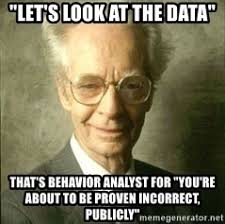 "LET'S LOOK AT THE DATA"
THAT'S BEHAVIOR ANALYST FOR "YOU'RE
ABOUT TO BE PROVEN INCORRECT,
PUBLICLY"
memegenerator.net